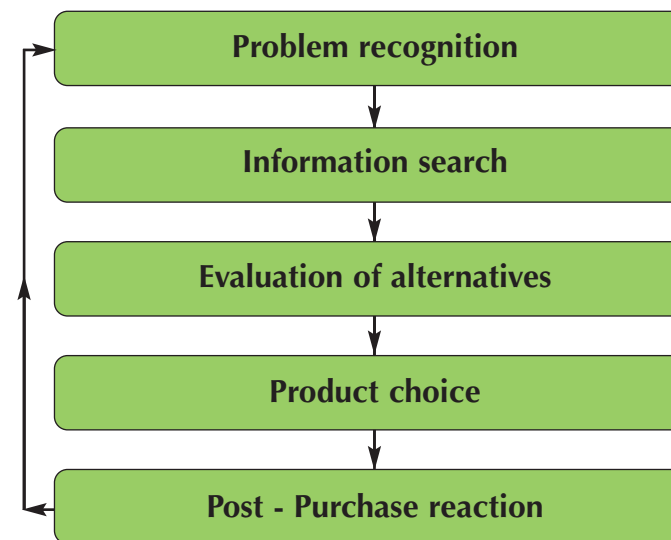 Problem recognition
Information search
Evaluation of alternatives
Product choice
Post - Purchase reaction